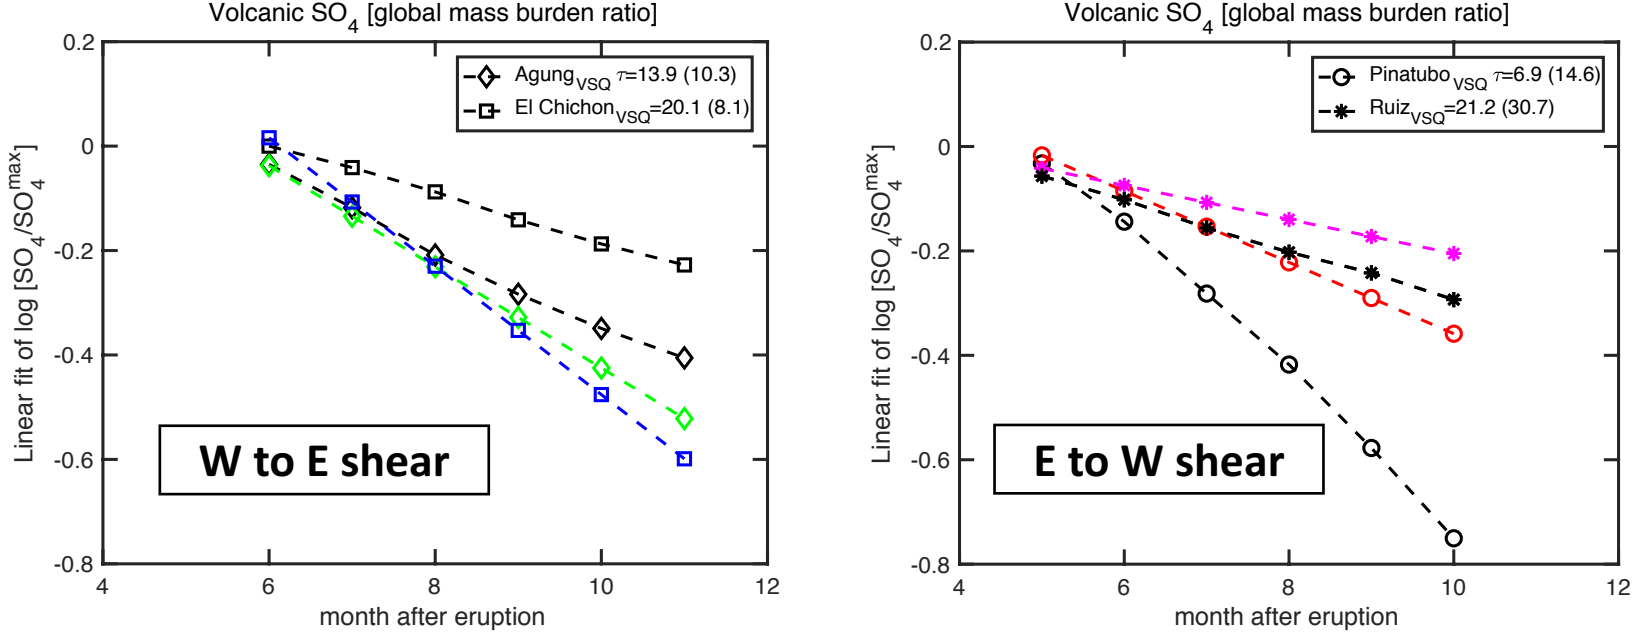 Volcanic SO4 [global mass burden ratio]
0.2
0
-0.2
-0.4
-0.6
-0.8
4
6
8
10
12
Linear fit of log [SO4/SO4max]
month after eruption
AgungVSQ τ=13.9 (10.3)
El ChichonVSQ=20.1 (8.1)
W to E shear
Volcanic SO4 [global mass burden ratio]
0.2
0
-0.2
-0.4
-0.6
-0.8
4
6
8
10
12
Linear fit of log [SO4/SO4max]
month after eruption
PinatuboVSQ τ=6.9 (14.6)
RuizVSQ=21.2 (30.7)
E to W shear